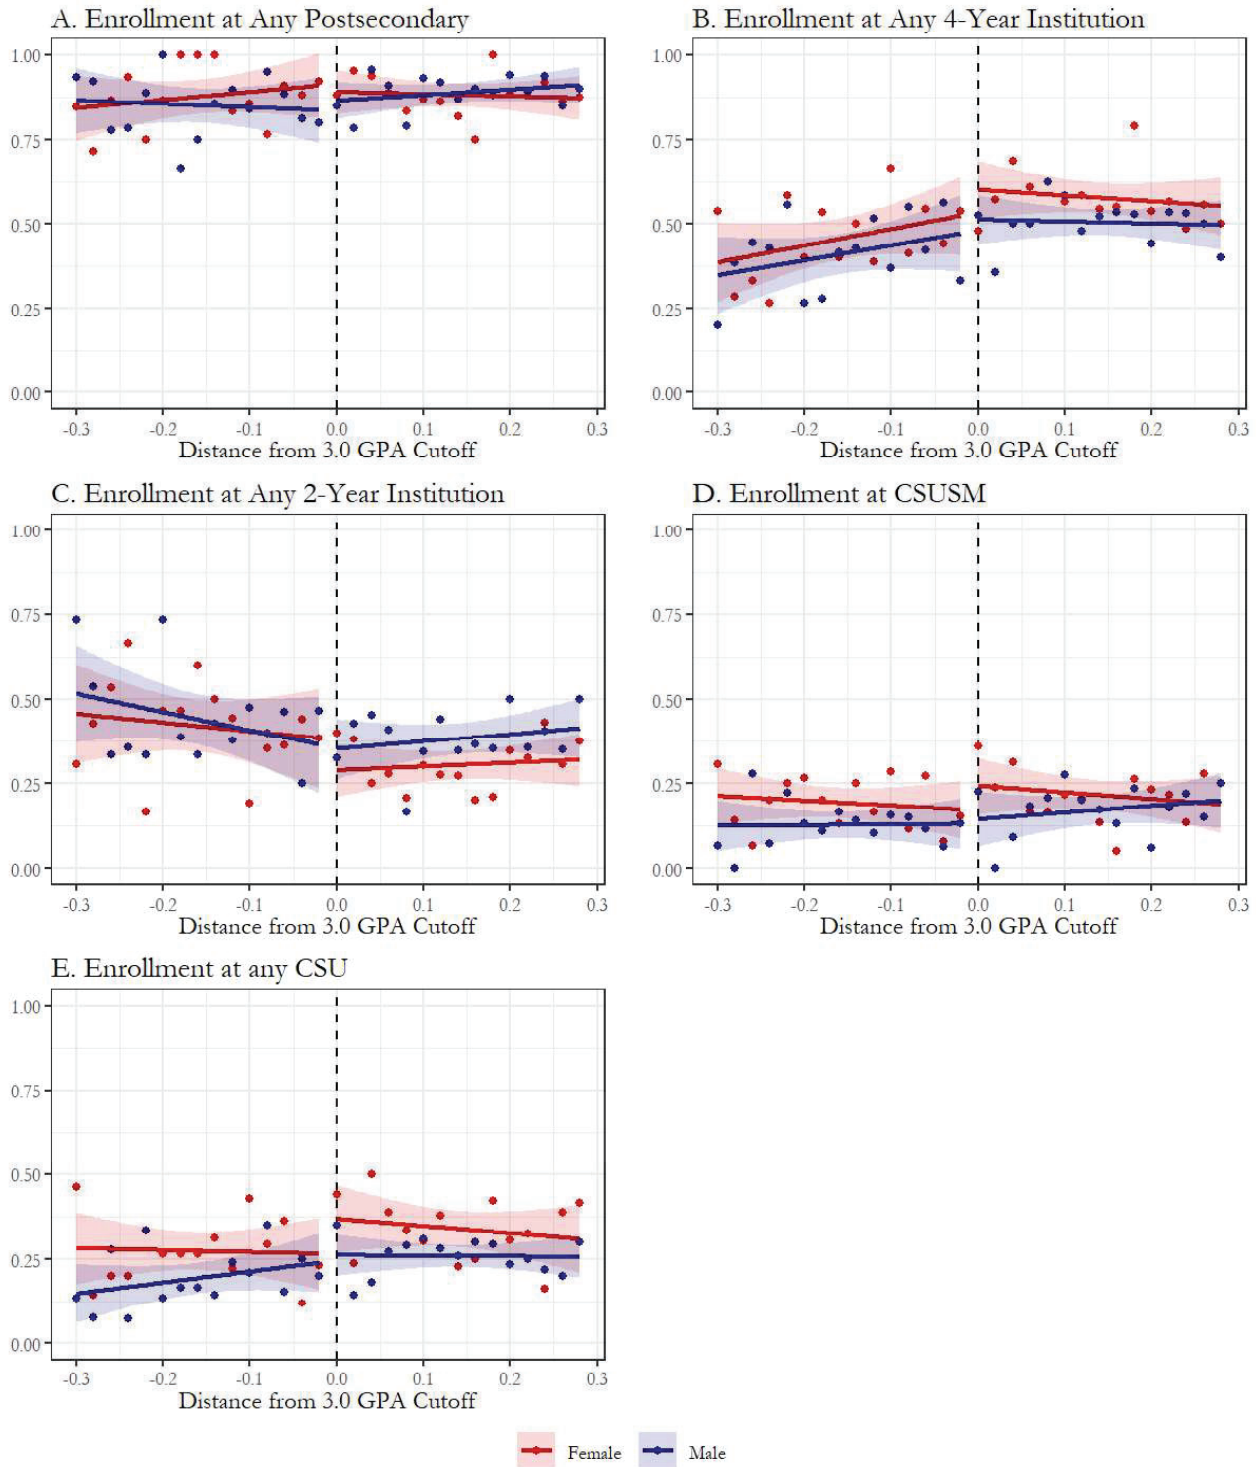 A. Enrollment at Any Postsecondary
1.00
0.75
0.50
0.25
0.00
-0.3 -0.2 -0.1 0.0 0.1 0.2 0.3
Distance from 3.0 GPA Cutoff
B. Enrollment at Any 4-Year Institution
1.00
0.75
0.50
0.25
0.00
-0.3 -0.2 -0.1 0.0 0.1 0.2 0.3
Distance from 3.0 GPA Cutoff
C. Enrollment at Any 2-Year Institution
1.00
0.75
0.50
0.25
0.00
-0.3 -0.2 -0.1 0.0 0.1 0.2 0.3
Distance from 3.0 GPA Cutoff
D. Enrollment at CSUSM
1.00
0.75
0.50
0.25
0.00
-0.3 -0.2 -0.1 0.0 0.1 0.2 0.3
Distance from 3.0 GPA Cutoff
E. Enrollment at any CSU
1.00
0.75
0.50
0.25
0.00
-0.3 -0.2 -0.1 0.0 0.1 0.2 0.3
Distance from 3.0 GPA Cutoff
Female Male